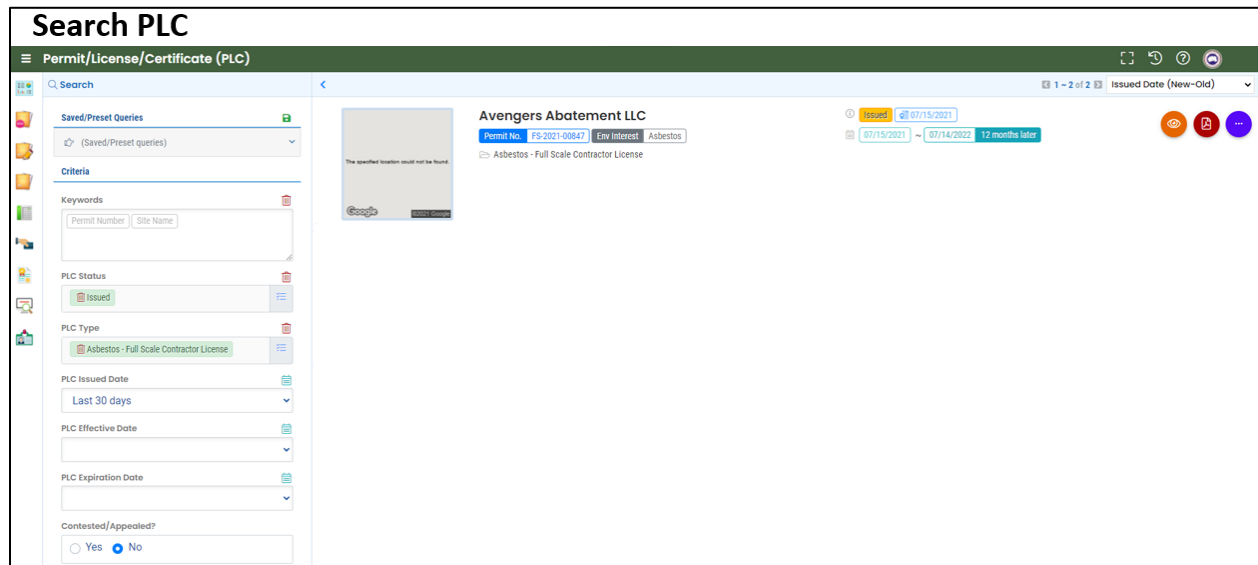 Search PLC
Permit/License/Certificate (PLC)
Search
1 ~ 2 of 2
Issued Date (New-Old)
Saved/Preset Queries
(Saved/Preset queries)
Criteria
Keywords
Permit Number Site Name
PLC Status
Issued
PLC Type
Asbestos - Full Scale Contractor License
PLC Issued Date
Last 30 days
PLC Effective Date
PLC Expiration Date
Contested/Appealed?
Yes No
The specified location could not be found.
Google ©2021 Google
Avengers Abatement LLC
Permit No. FS-2021-00847 Env Interest Asbestos
Asbestos - Full Scale Contractor License
Issued 07/15/2021
07/15/2021 ~ 07/14/2022 12 months later